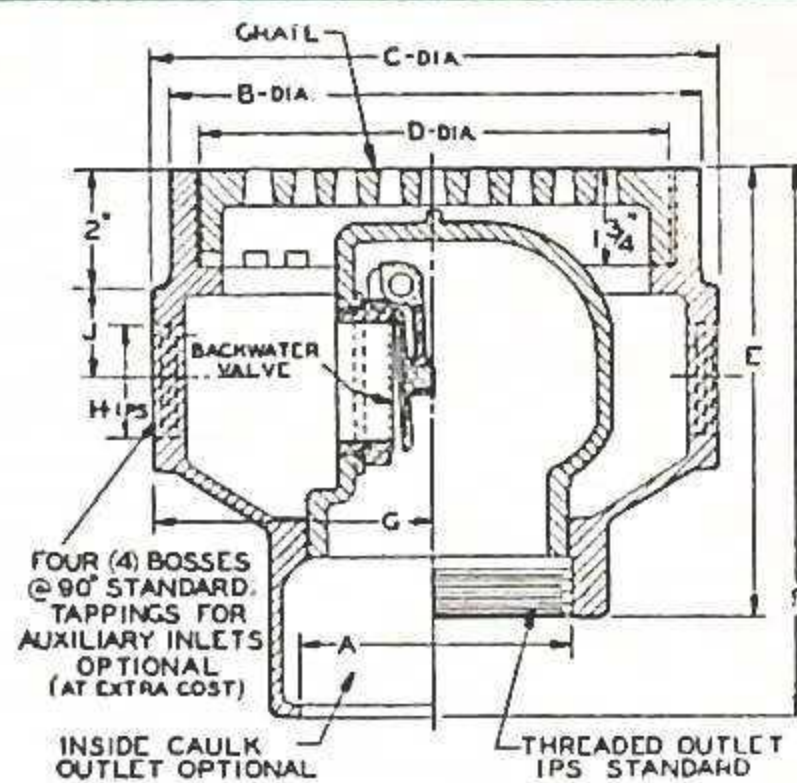 GRATE
C-DIA.
B-DIA.
D-DIA.
2"
1 3/4"
J
E
BACKWATER
VALVE
H IPS
G
FOUR (4) BOSSES
@ 90° STANDARD.
TAPPINGS FOR
AUXILIARY INLETS
OPTIONAL
(AT EXTRA COST)
A
INSIDE CAULK
OUTLET OPTIONAL
THREADED OUTLET
IPS STANDARD